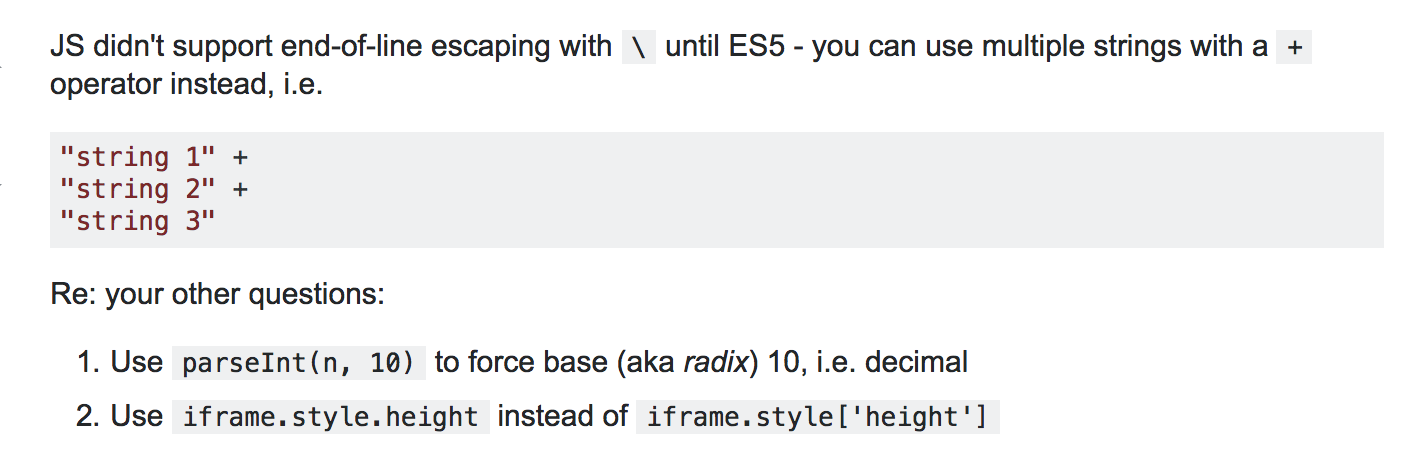 JS didn't support end-of-line escaping with \ until ES5 - you can use multiple strings with a +
operator instead, i.e.
"string 1" +
"string 2" +
"string 3"
Re: your other questions:
1. Use parseInt(n, 10) to force base (aka radix) 10, i.e. decimal
2. Use iframe.style.height instead of iframe.style['height']